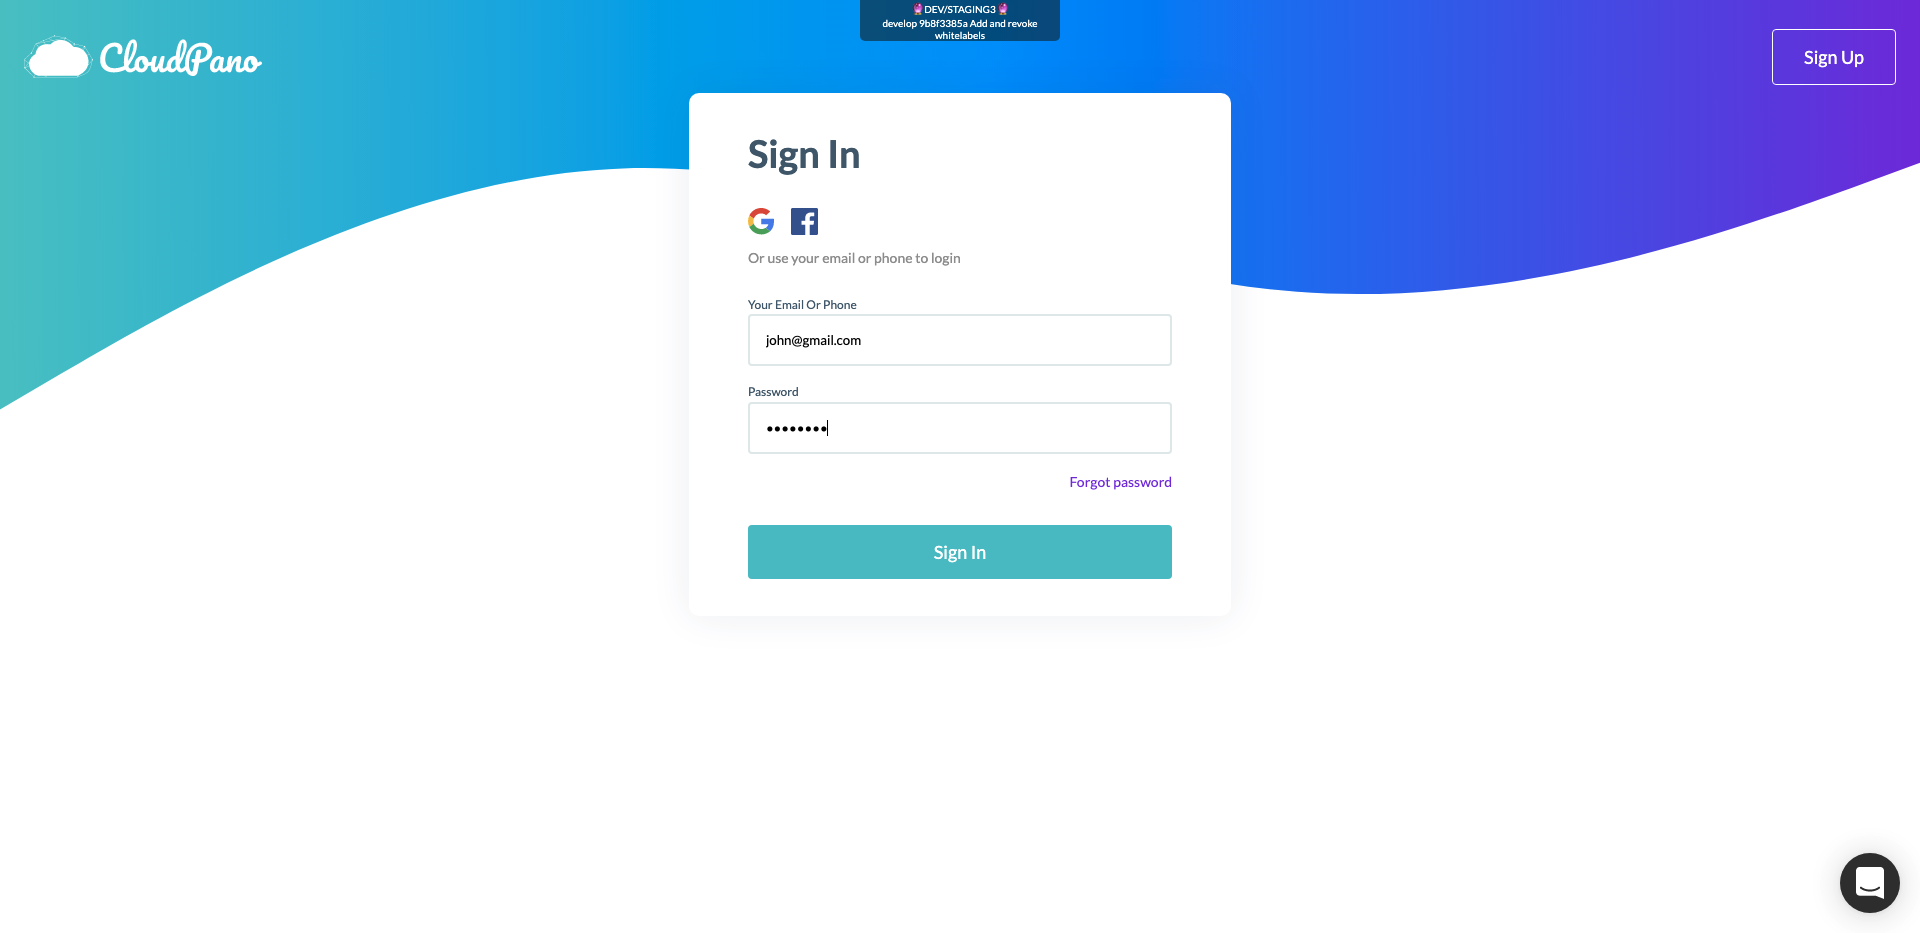 DEV/STAGING3
develop 9b8f3385a Add and revoke
whitelabels
CloudPano
Sign Up
Sign In
Or use your email or phone to login
Your Email Or Phone
john@gmail.com
Password
••••••••
Forgot password
Sign In